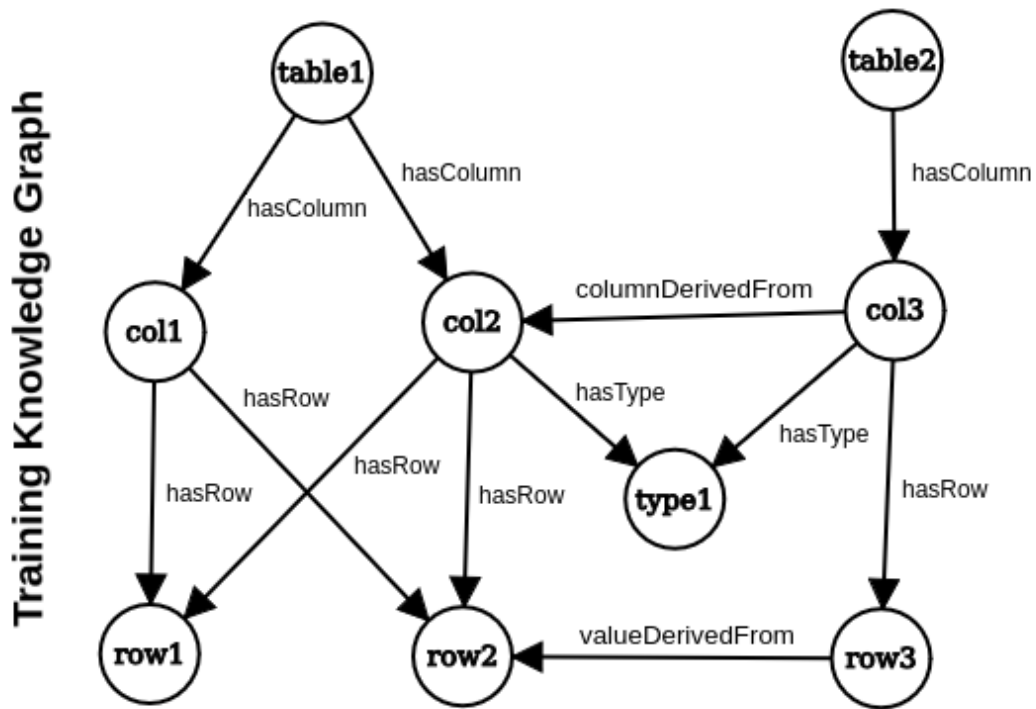 Training Knowledge Graph
table1
table2
hasColumn
hasColumn
hasColumn
columnDerivedFrom
col1
col2
col3
hasRow
hasType
hasType
hasRow
hasRow
hasRow
hasRow
type1
valueDerivedFrom
row1
row2
row3